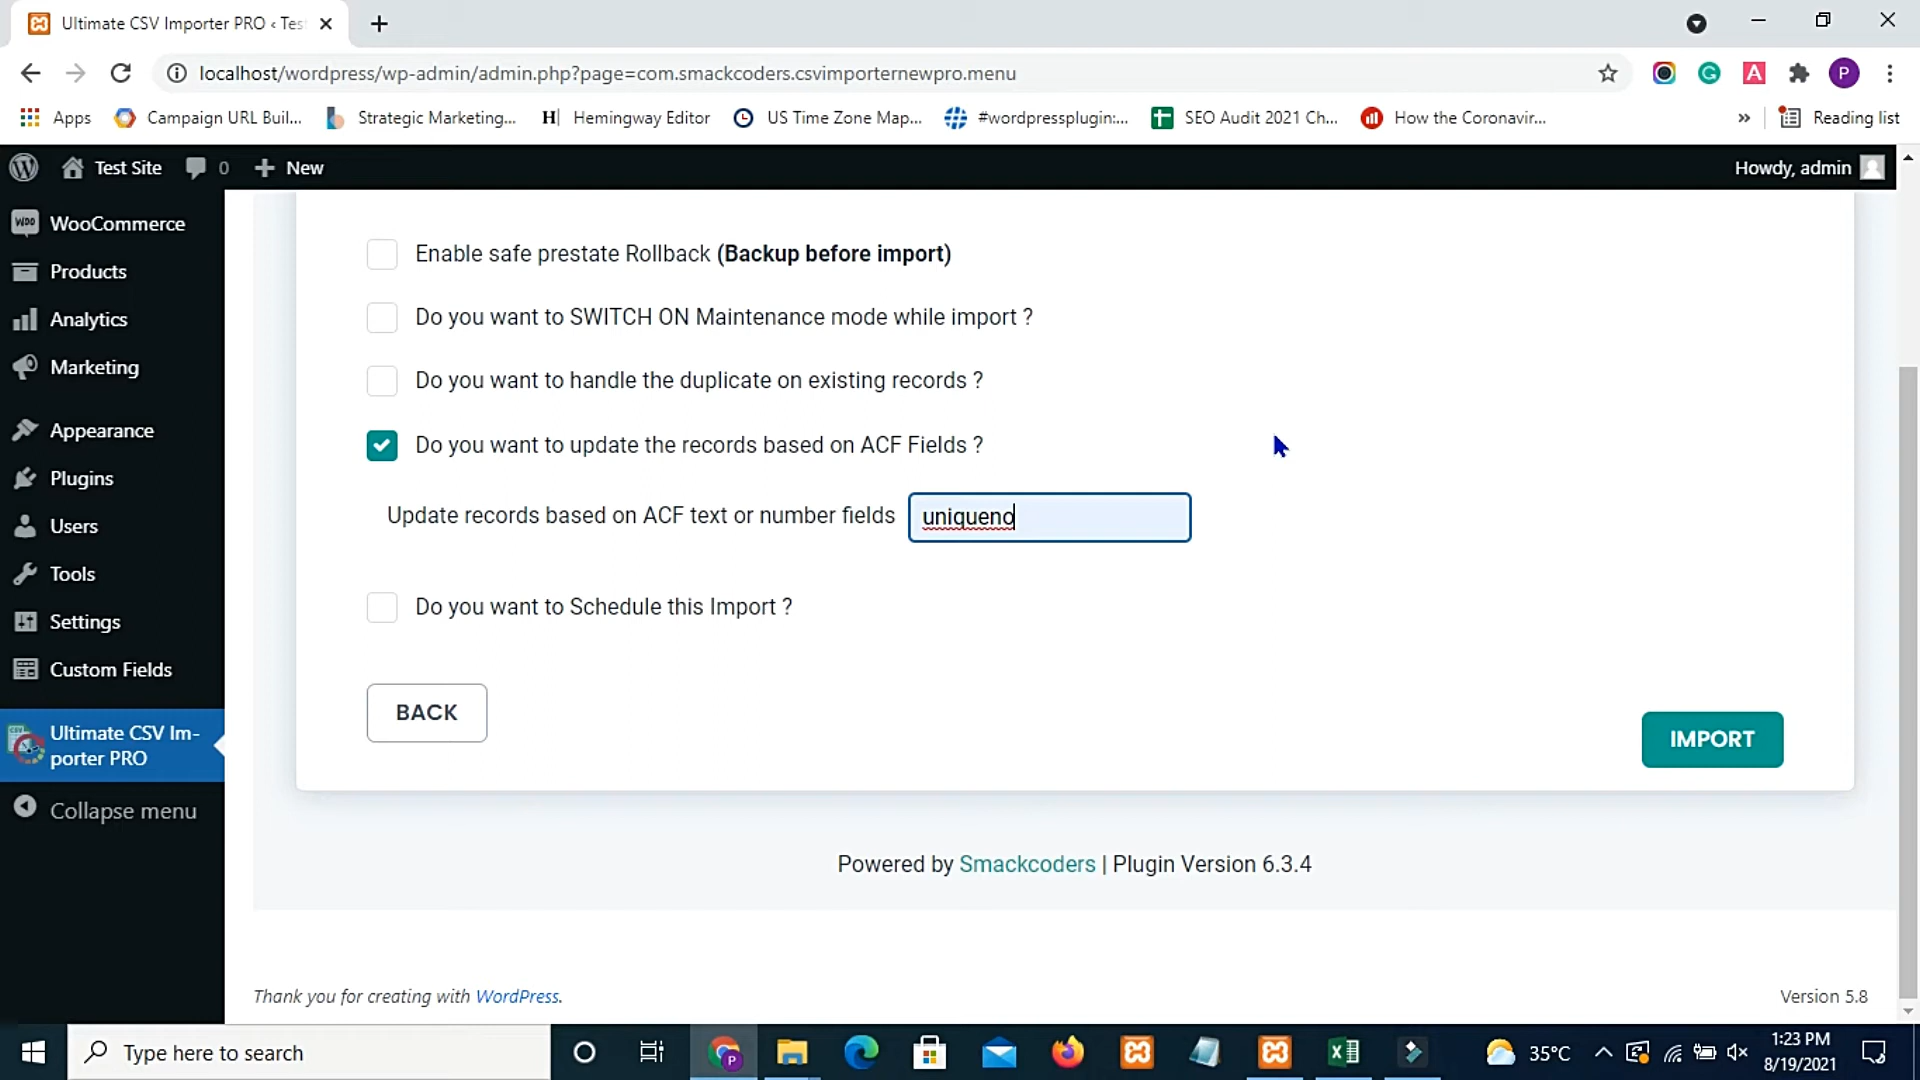 Ultimate CSV Importer PRO ‹ Tes
localhost/wordpress/wp-admin/admin.php?page=com.smackcoders.csvimporternewpro.menu
P
Apps
Campaign URL Buil...
Strategic Marketing...
Hemingway Editor
US Time Zone Map...
#wordpressplugin:...
SEO Audit 2021 Ch...
How the Coronavir...
»
Reading list
Test Site
0
New
Howdy, admin
WooCommerce
Products
Analytics
Marketing
Appearance
Plugins
Users
Tools
Settings
Custom Fields
Ultimate CSV Im-
porter PRO
Collapse menu
Enable safe prestate Rollback (Backup before import)
Do you want to SWITCH ON Maintenance mode while import ?
Do you want to handle the duplicate on existing records ?
Do you want to update the records based on ACF Fields ?
Update records based on ACF text or number fields
uniqueno
Do you want to Schedule this Import ?
BACK
IMPORT
Powered by Smackcoders | Plugin Version 6.3.4
Thank you for creating with WordPress.
Version 5.8
Type here to search
35°C
1:23 PM
8/19/2021